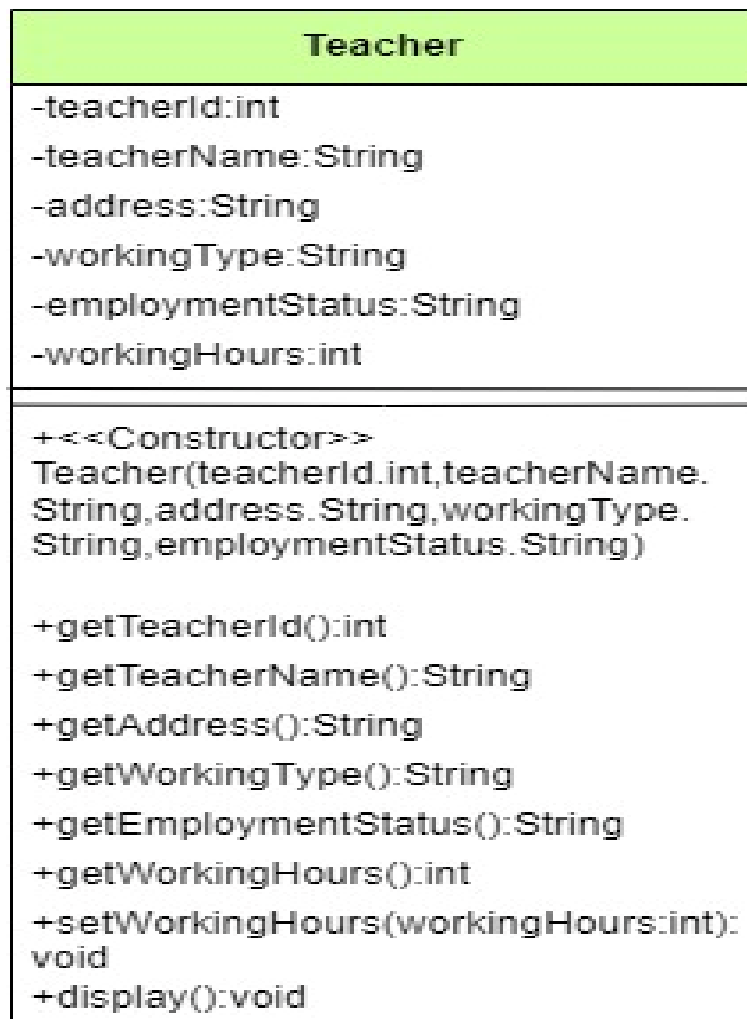 Teacher
-teacherId:int
-teacherName:String
-address:String
-workingType:String
-employmentStatus:String
-workingHours:int
+<<Constructor>>
Teacher(teacherId.int,teacherName.
String,address.String,workingType.
String,employmentStatus.String)
+getTeacherId():int
+getTeacherName():String
+getAddress():String
+getWorkingType():String
+getEmploymentStatus():String
+getWorkingHours():int
+setWorkingHours(workingHours:int):
void
+display():void